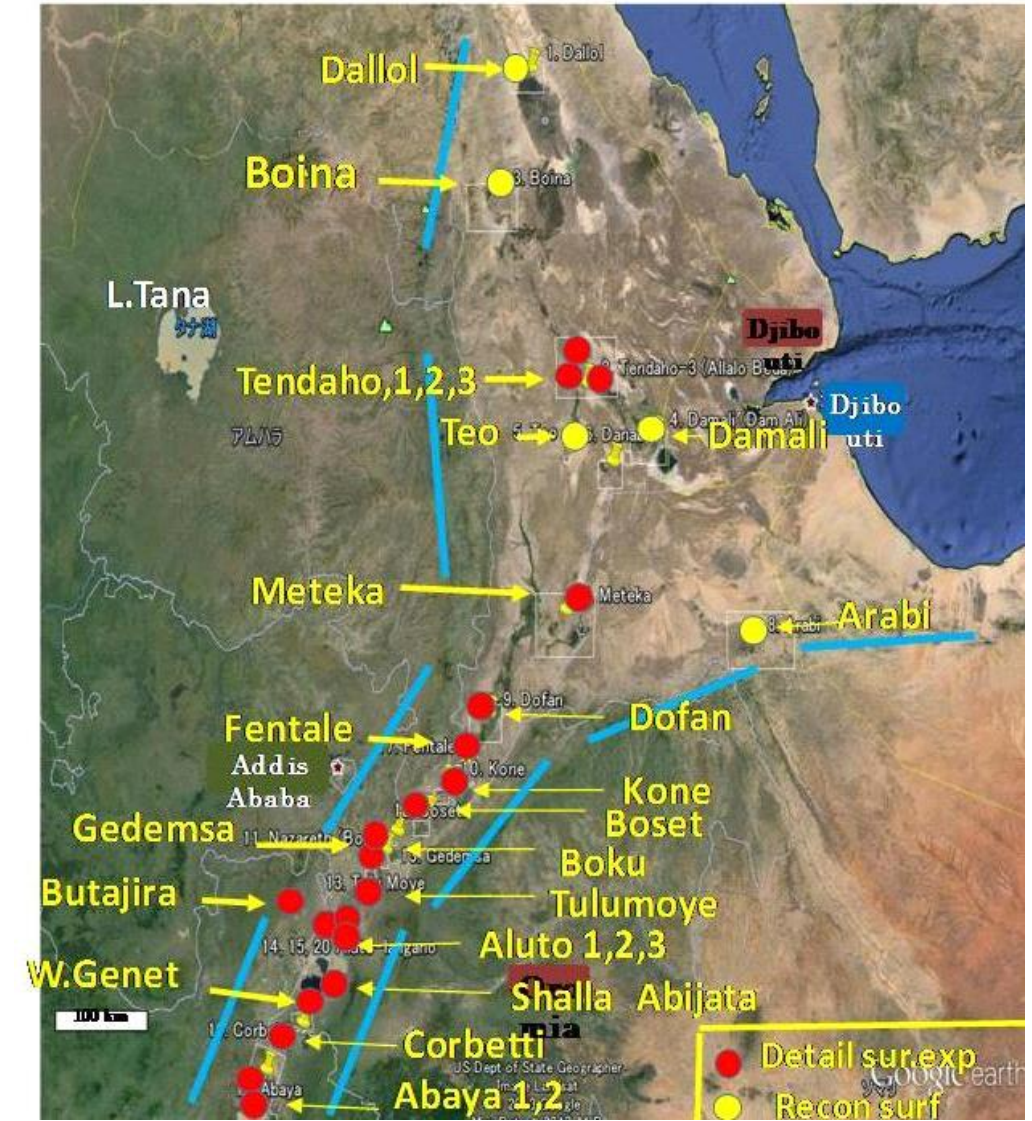 Dallol
1. Dallol
Boina
3. Boina
L.Tana
タナ湖
Djibo
uti
Tendaho,1,2,3
2. Tendaho-3 (Allalo Beda)
Djibo
uti
アムハラ
Teo
4. Damali (Dam Ali)
Damali
Meteka
Meteka
Arabi
8. Arabi
9. Dofan
Dofan
Fentale
Fentale
Addis
Ababa
10. Kone
Kone
Boset
Boset
Gedemsa
11. Nazareth (Bo
13. Gedemsa
Boku
Moye
Butajira
Tulumoye
14, 15, 20
Aluto 1,2,3
W.Genet
Shalla Abijata
mia
100 km
Corb
Corbetti
US Dept of State Geographer
Abaya
Abaya 1,2
Detail sur.exp
Google earth
Recon surf